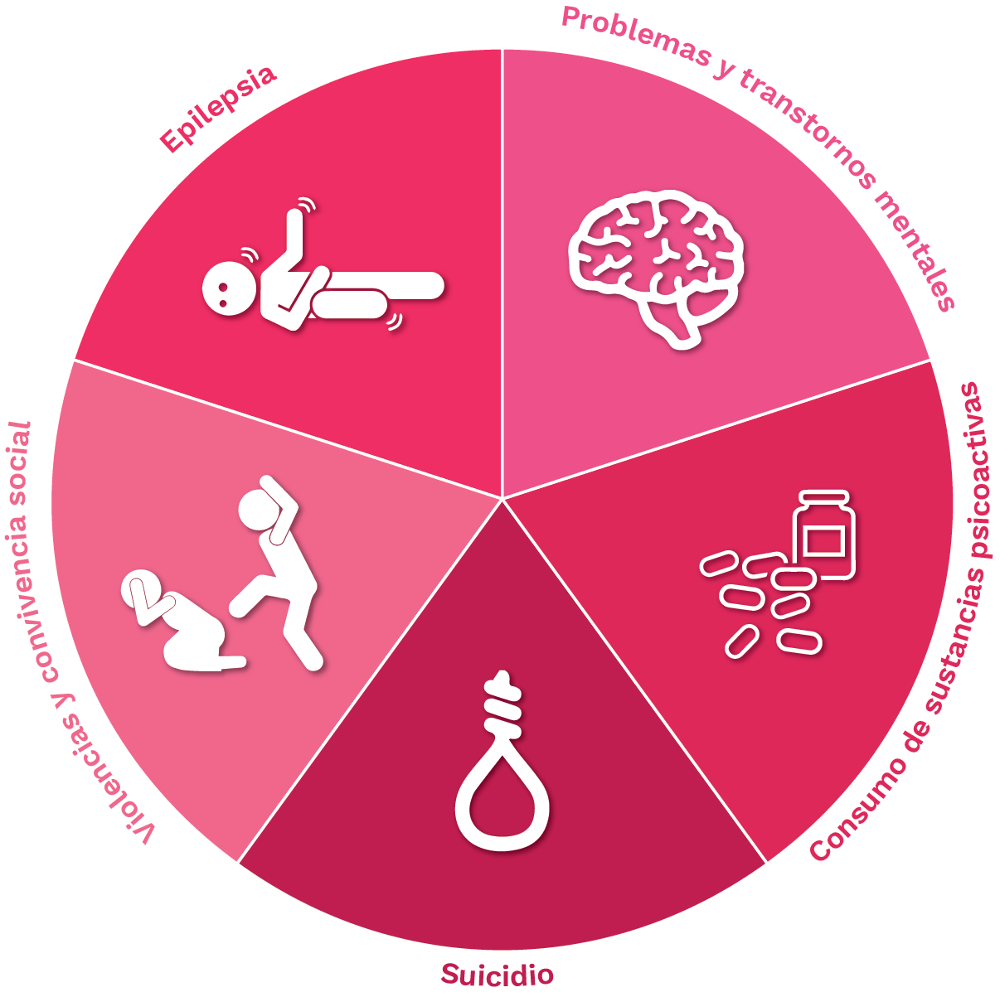 Epilepsia
Problemas y transtornos mentales
Consumo de sustancias psicoactivas
Suicidio
Violencias y convivencia social